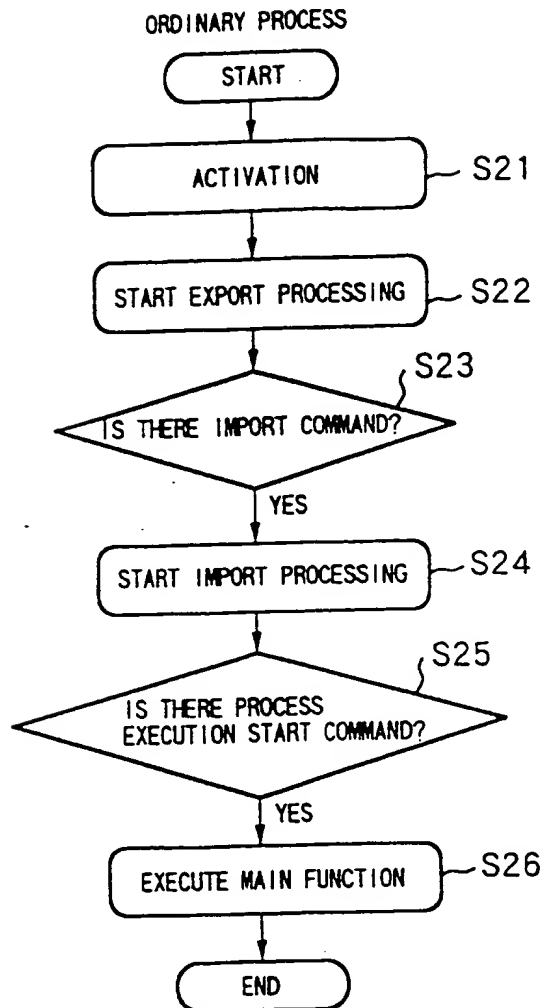 ORDINARY PROCESS
START
ACTIVATION
S21
START EXPORT PROCESSING
S22
S23
IS THERE IMPORT COMMAND?
YES
START IMPORT PROCESSING
S24
S25
IS THERE PROCESS
EXECUTION START COMMAND?
YES
EXECUTE MAIN FUNCTION
S26
END